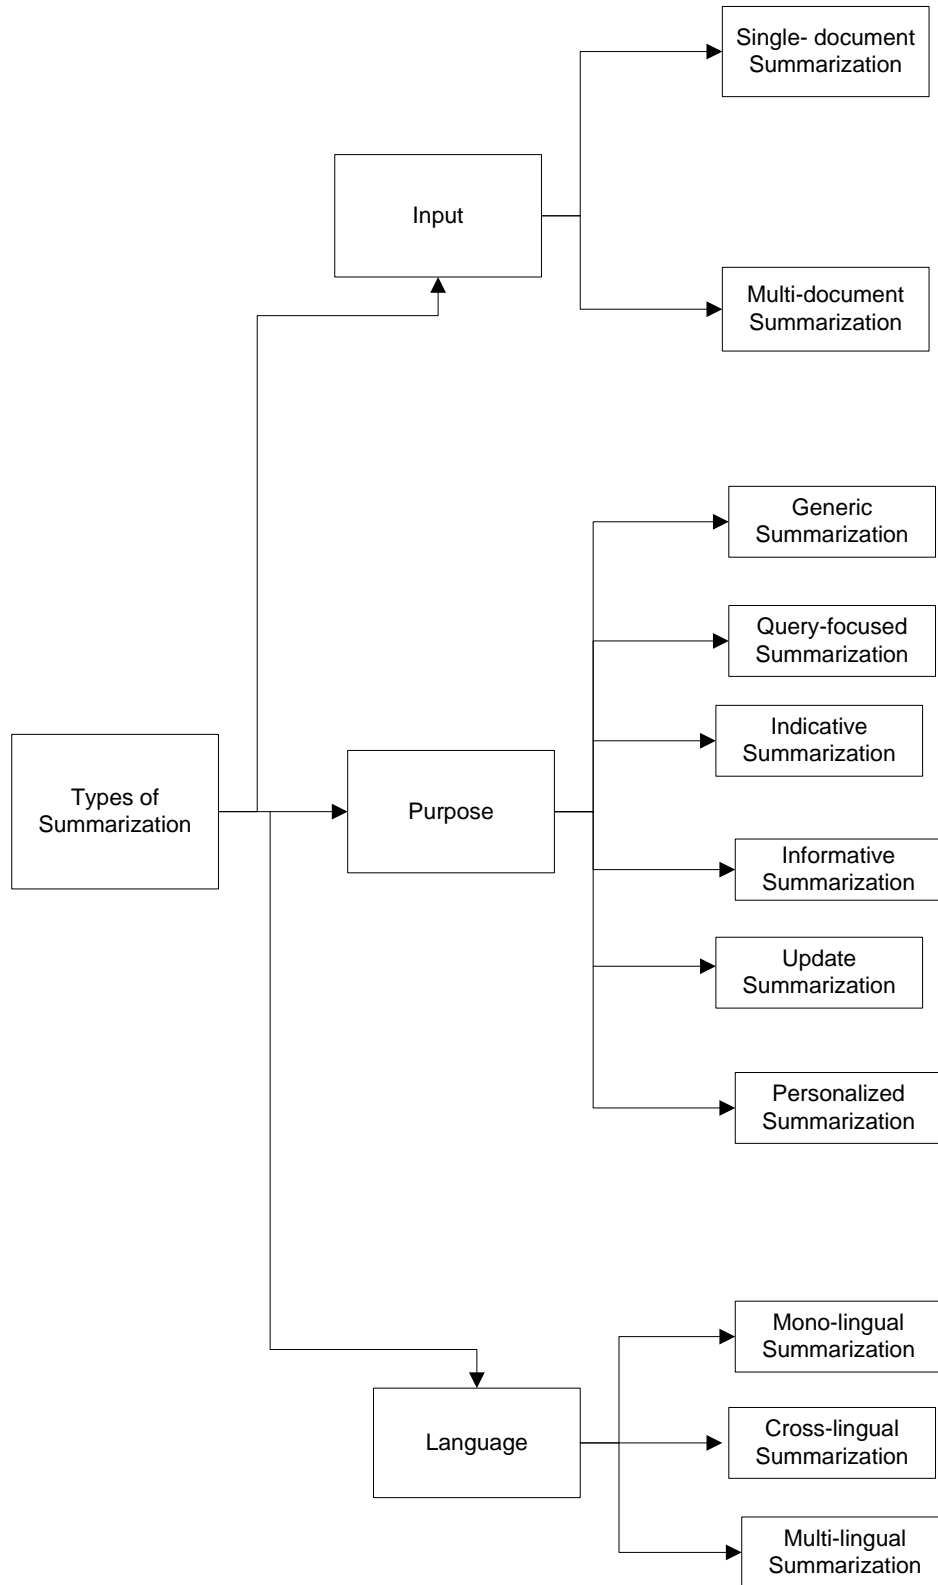 Single- document
Summarization
Input
Multi-document
Summarization
Generic
Summarization
Query-focused
Summarization
Indicative
Summarization
Types of
Summarization
Purpose
Informative
Summarization
Update
Summarization
Personalized
Summarization
Mono-lingual
Summarization
Language
Cross-lingual
Summarization
Multi-lingual
Summarization